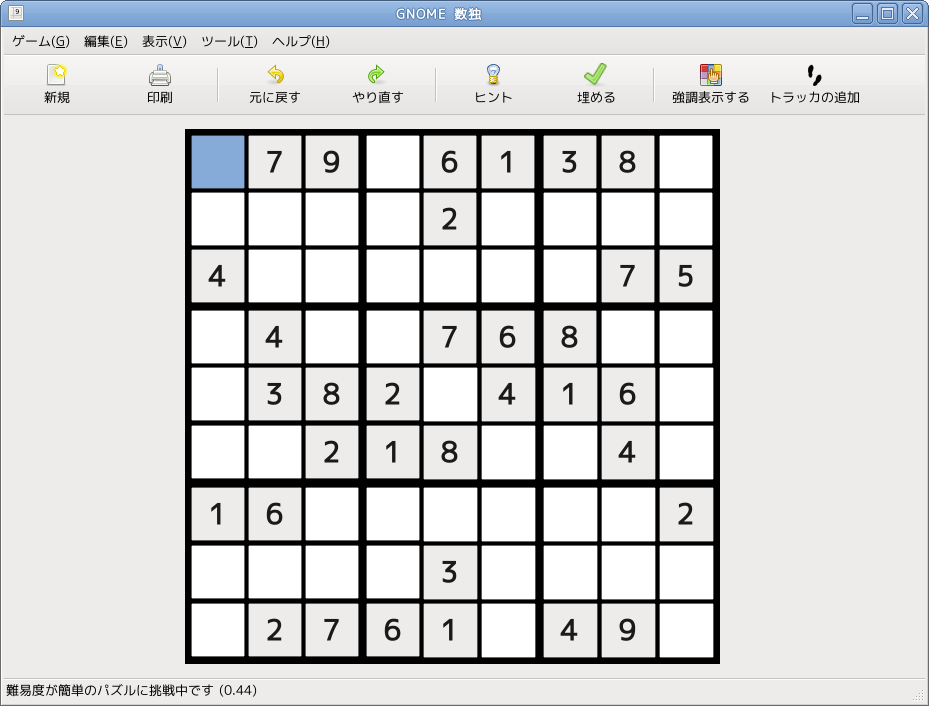 GNOME 数独
ゲーム(G) 編集(E) 表示(V) ツール(T) ヘルプ(H)
新規 印刷 元に戻す やり直す ヒント 埋める 強調表示する トラッカの追加
7 9 6 1 3 8
2
4 7 5
4 7 6 8
3 8 2 4 1 6
2 1 8 4
1 6 2
3
2 7 6 1 4 9
難易度が簡単のパズルに挑戦中です (0.44)